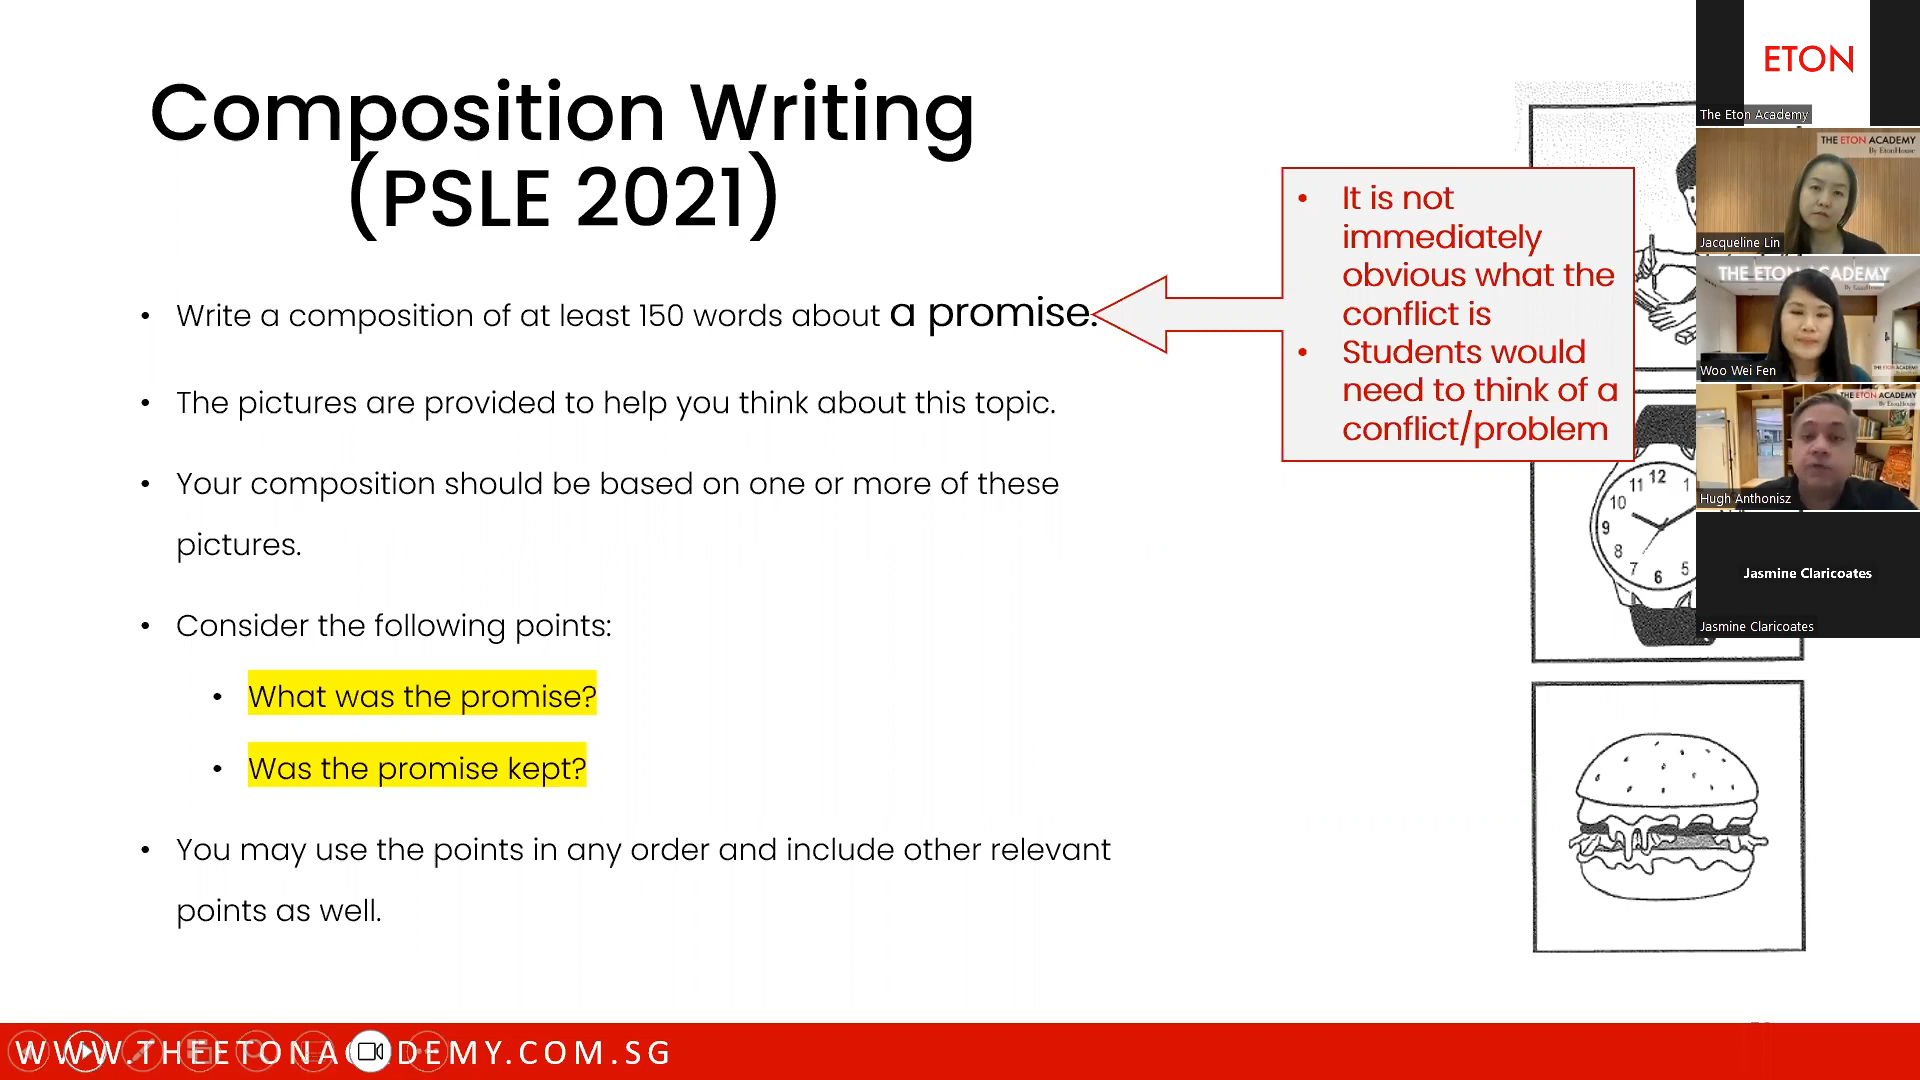 Composition Writing
(PSLE 2021)
• Write a composition of at least 150 words about a promise.
• The pictures are provided to help you think about this topic.
• Your composition should be based on one or more of these
pictures.
• Consider the following points:
• What was the promise?
• Was the promise kept?
• You may use the points in any order and include other relevant
points as well.
• It is not
immediately
obvious what the
conflict is
• Students would
need to think of a
conflict/problem
11 12 1
10
9
8
7 6 5
ETON
The Eton Academy
THE ETON ACADEMY
By EtonHouse
Jacqueline Lin
THE ETON ACADEMY
By EtonHouse
Woo Wei Fen
THE ETON ACADEMY
By EtonHouse
Hugh Anthonisz
Jasmine Claricoates
Jasmine Claricoates
WWW.THEETONACADEMY.COM.SG